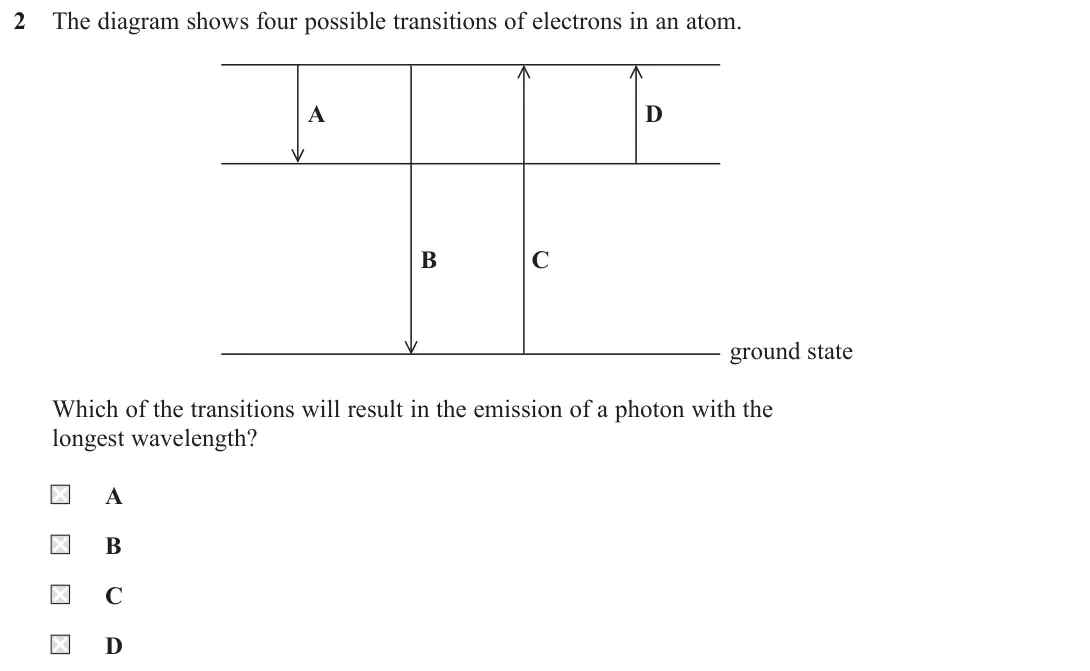 2 The diagram shows four possible transitions of electrons in an atom.
A
D
B
C
ground state
Which of the transitions will result in the emission of a photon with the
longest wavelength?
A
B
C
D